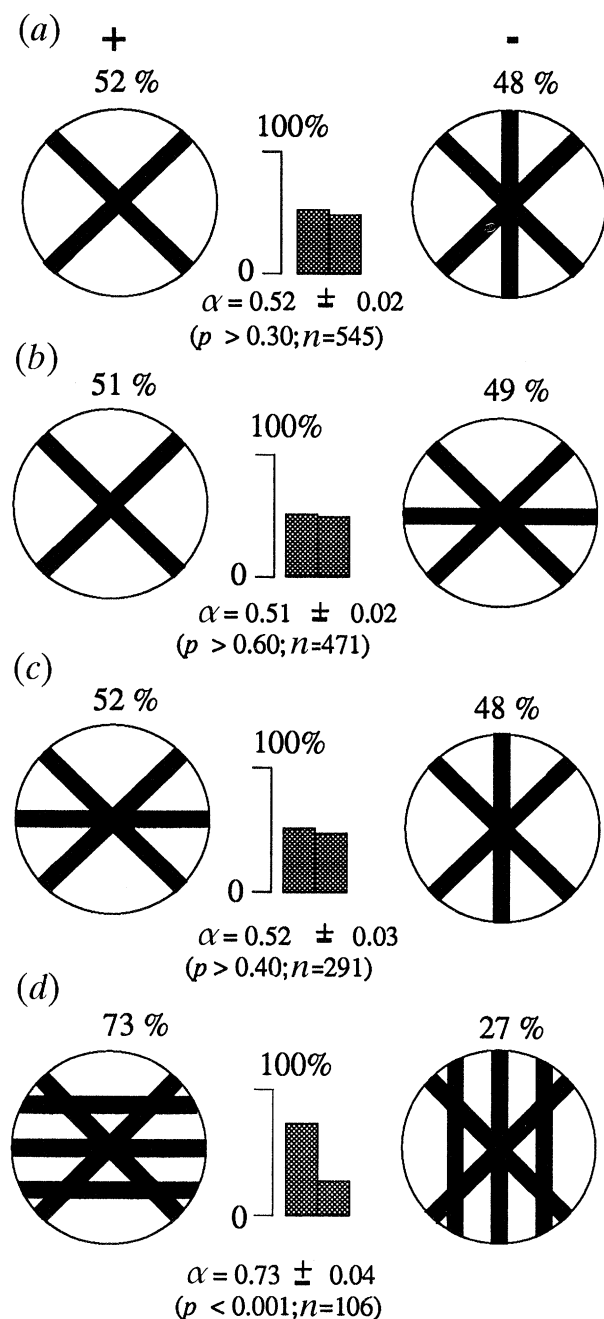 (a)
+ -
52 % 48 %
100%
0
α = 0.52 ± 0.02
(p > 0.30; n=545)
(b)
51 % 49 %
100%
0
α = 0.51 ± 0.02
(p > 0.60; n=471)
(c)
52 % 48 %
100%
0
α = 0.52 ± 0.03
(p > 0.40; n=291)
(d)
73 % 27 %
100%
0
α = 0.73 ± 0.04
(p < 0.001; n=106)